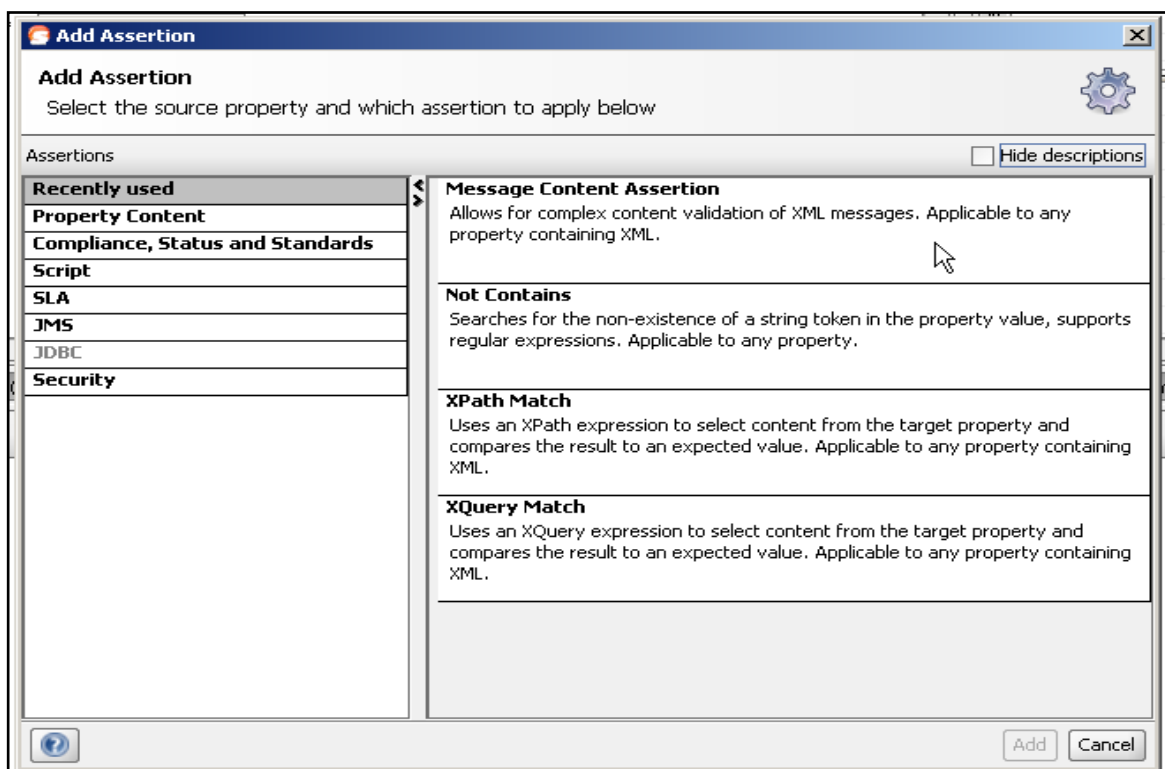 Add Assertion
Add Assertion
Select the source property and which assertion to apply below
Assertions
Hide descriptions
Recently used
Property Content
Compliance, Status and Standards
Script
SLA
JMS
JDBC
Security
Message Content Assertion
Allows for complex content validation of XML messages. Applicable to any
property containing XML.
Not Contains
Searches for the non-existence of a string token in the property value, supports
regular expressions. Applicable to any property.
XPath Match
Uses an XPath expression to select content from the target property and
compares the result to an expected value. Applicable to any property containing
XML.
XQuery Match
Uses an XQuery expression to select content from the target property and
compares the result to an expected value. Applicable to any property containing
XML.
Add
Cancel